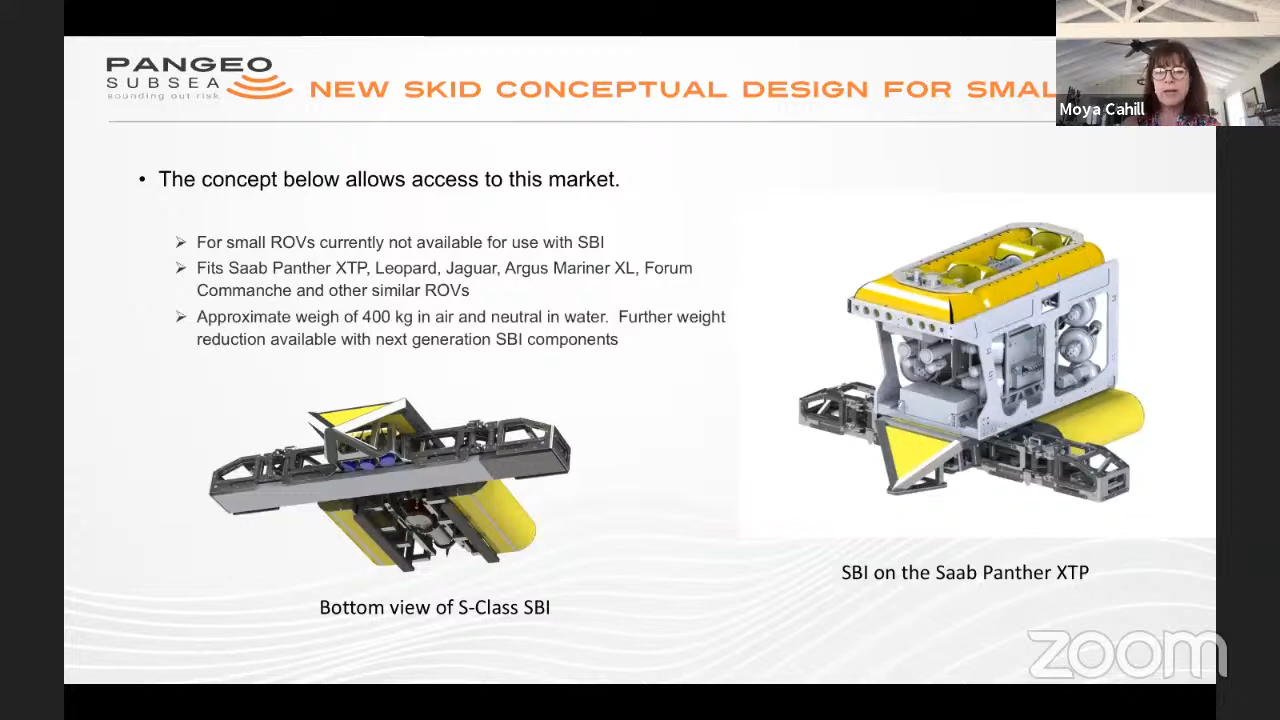 PANGEO
SUBSEA
sounding out risk
NEW SKID CONCEPTUAL DESIGN FOR SMAL
Moya Cahill
• The concept below allows access to this market.
➢ For small ROVs currently not available for use with SBI
➢ Fits Saab Panther XTP, Leopard, Jaguar, Argus Mariner XL, Forum
Commanche and other similar ROVs
➢ Approximate weigh of 400 kg in air and neutral in water. Further weight
reduction available with next generation SBI components
SBI on the Saab Panther XTP
Bottom view of S-Class SBI
zoom